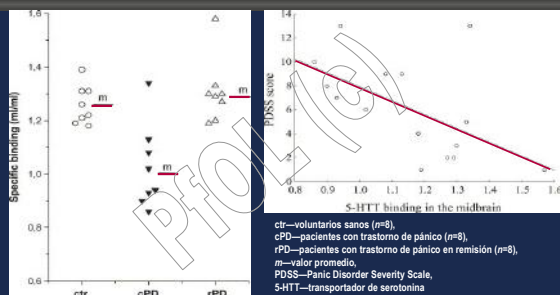 1,6
1,4
1,2
1,0
0,8
0,6
Specific binding (ml/ml)
m
m
m
ctr
cPD
rPD
14
12
10
8
6
4
2
0
PDSS score
0.8 0.9 1.0 1.1 1.2 1.3 1.4 1.5 1.6
5-HTT binding in the midbrain
ctr—voluntarios sanos (n=8),
cPD—pacientes con trastorno de pánico (n=8),
rPD—pacientes con trastorno de pánico en remisión (n=8),
m—valor promedio,
PDSS—Panic Disorder Severity Scale,
5-HTT—transportador de serotonina